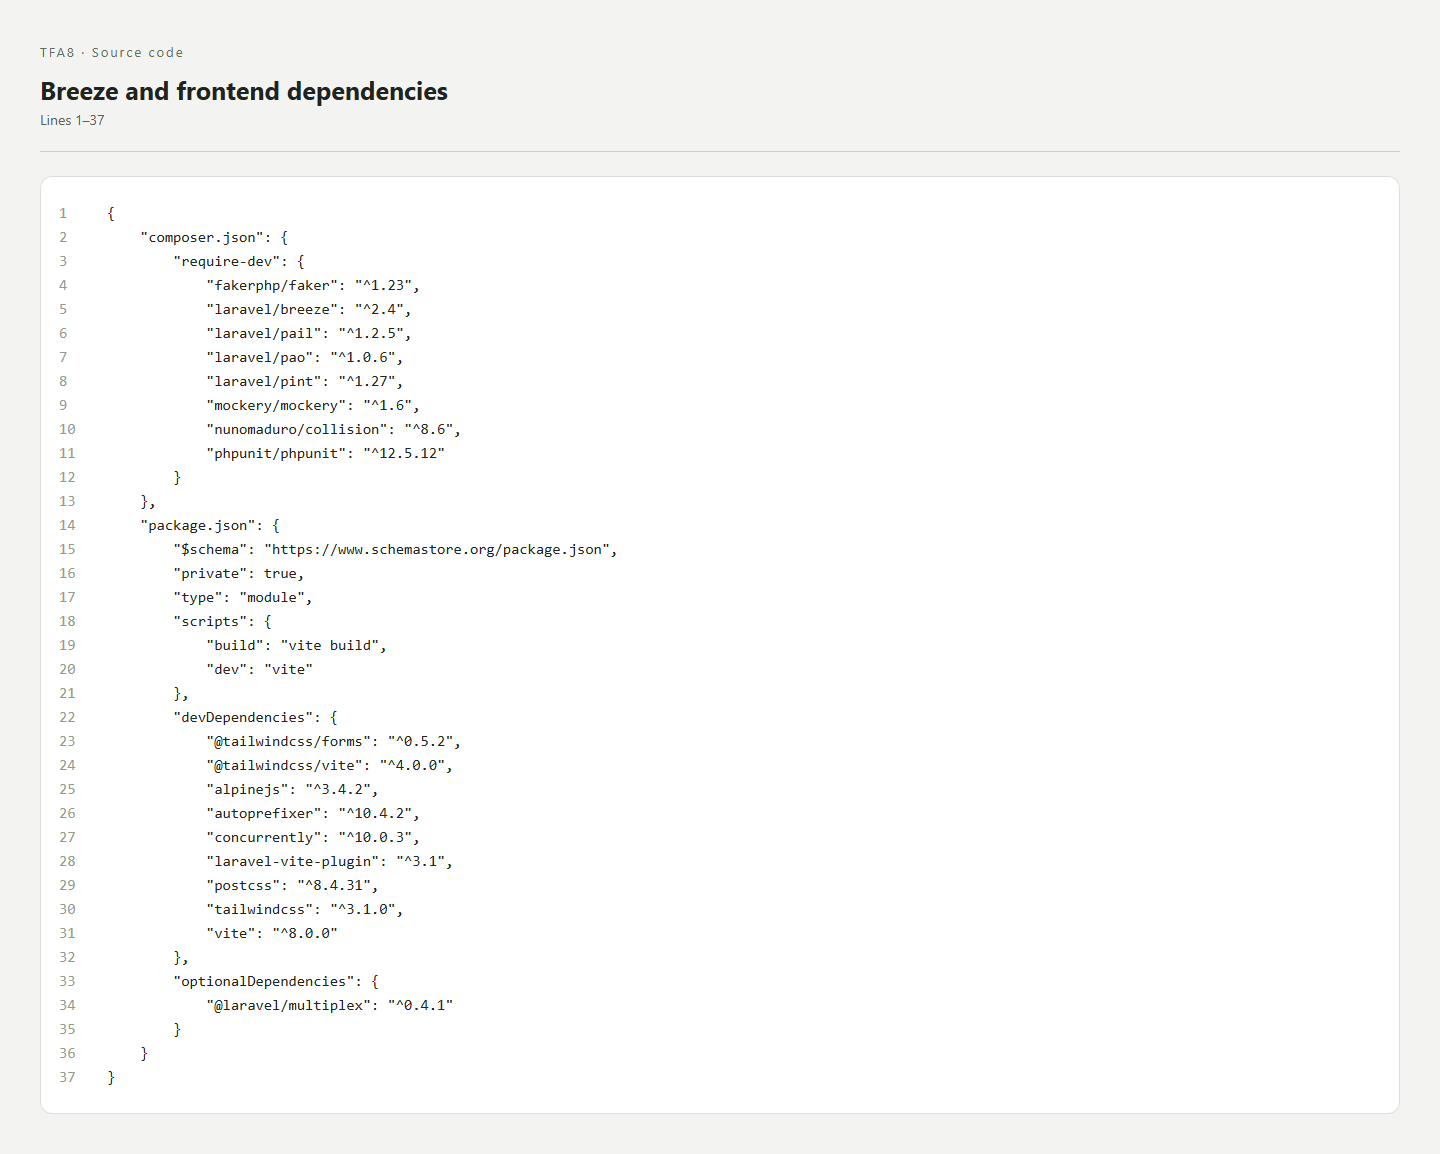 TFA8 · Source code
Breeze and frontend dependencies
Lines 1–37
1 {
2 "composer.json": {
3 "require-dev": {
4 "fakerphp/faker": "^1.23",
5 "laravel/breeze": "^2.4",
6 "laravel/pail": "^1.2.5",
7 "laravel/pao": "^1.0.6",
8 "laravel/pint": "^1.27",
9 "mockery/mockery": "^1.6",
10 "nunomaduro/collision": "^8.6",
11 "phpunit/phpunit": "^12.5.12"
12 }
13 },
14 "package.json": {
15 "$schema": "https://www.schemastore.org/package.json",
16 "private": true,
17 "type": "module",
18 "scripts": {
19 "build": "vite build",
20 "dev": "vite"
21 },
22 "devDependencies": {
23 "@tailwindcss/forms": "^0.5.2",
24 "@tailwindcss/vite": "^4.0.0",
25 "alpinejs": "^3.4.2",
26 "autoprefixer": "^10.4.2",
27 "concurrently": "^10.0.3",
28 "laravel-vite-plugin": "^3.1",
29 "postcss": "^8.4.31",
30 "tailwindcss": "^3.1.0",
31 "vite": "^8.0.0"
32 },
33 "optionalDependencies": {
34 "@laravel/multiplex": "^0.4.1"
35 }
36 }
37 }